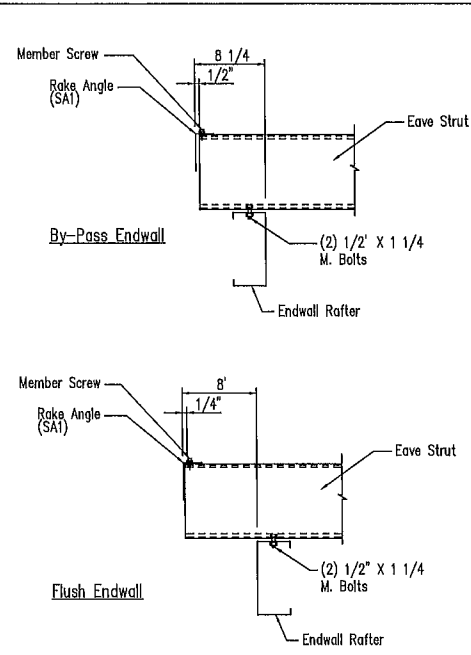 8 1/4
Member Screw
1/2"
Rake Angle
(SA1)
Eave Strut
By-Pass Endwall
(2) 1/2' X 1 1/4
M. Bolts
Endwall Rafter
8'
Member Screw
1/4"
Rake Angle
(SA1)
Eave Strut
(2) 1/2" X 1 1/4
M. Bolts
Flush Endwall
Endwall Rafter